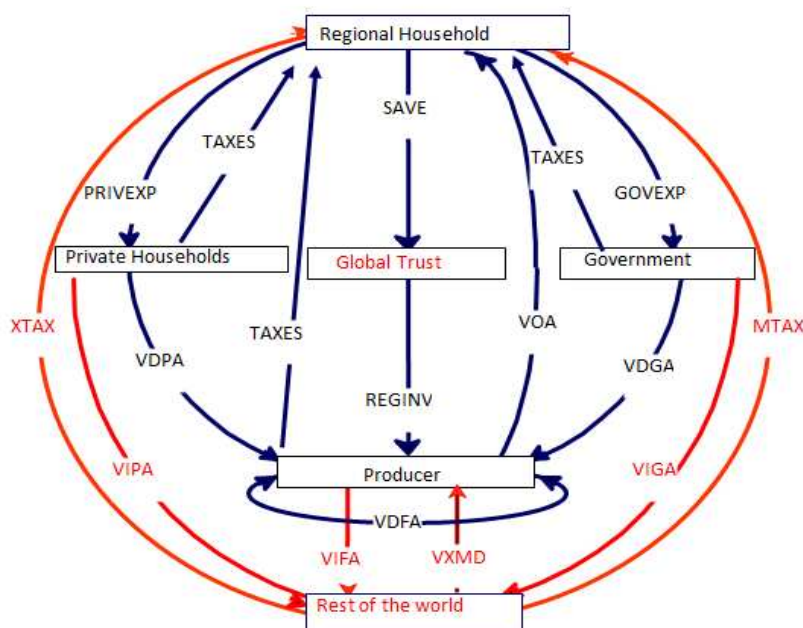 Regional Household
SAVE
TAXES
TAXES
PRIVEXP
GOVEXP
Private Households
Global Trust
Government
XTAX
TAXES
VOA
MTAX
VDPA
VDGA
REGINV
VIPA
Producer
VIGA
VDFA
VIFA
VXMD
Rest of the world